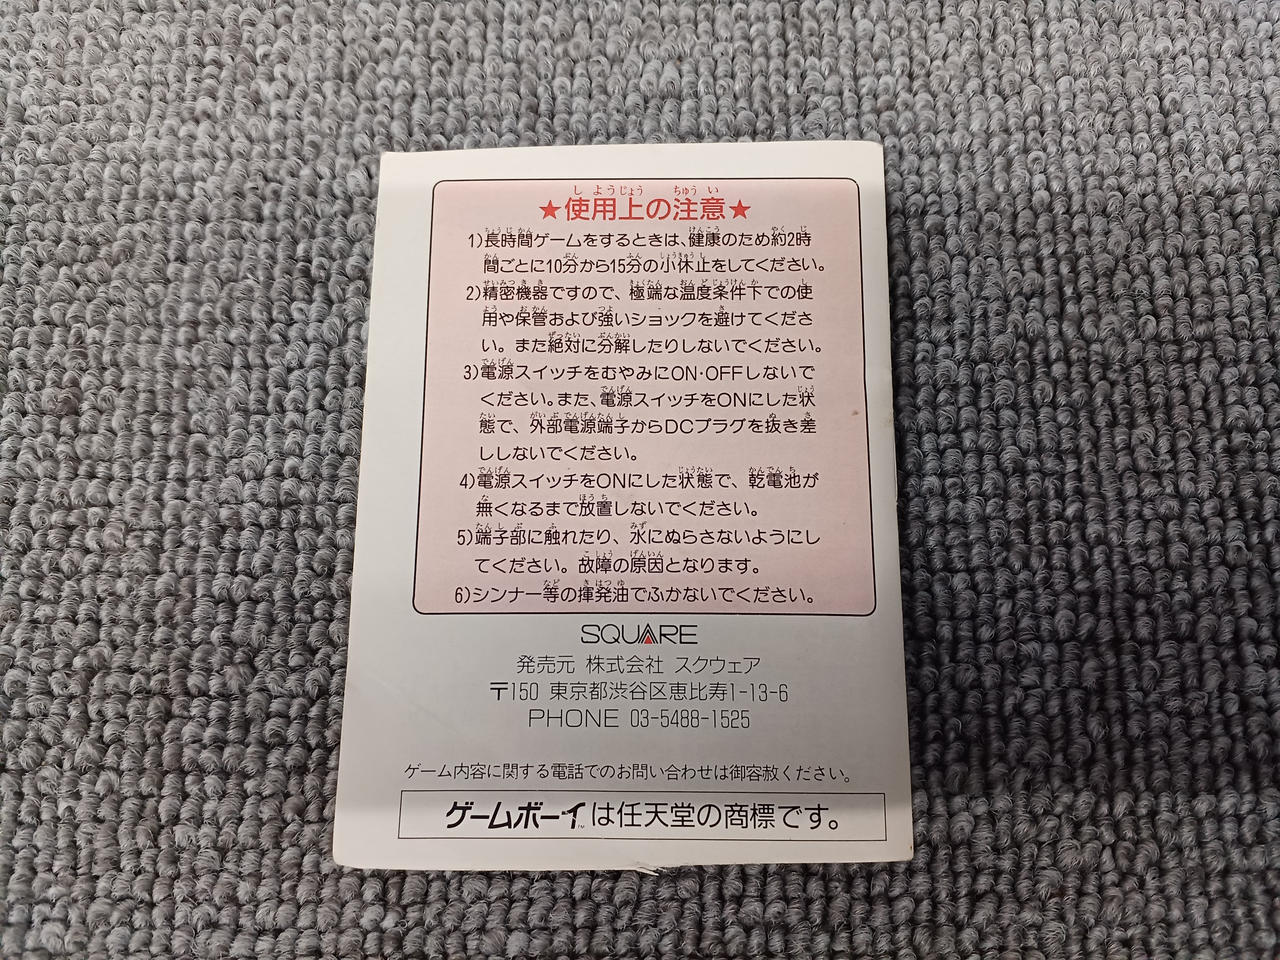 ★使用上の注意★
1)長時間ゲームをするときは、健康のため約2時
間ごとに10分から15分の小休止をしてください。
2)精密機器ですので、極端な温度条件下での使
用や保管および強いショックを避けてくださ
い。また絶対に分解したりしないでください。
3)電源スイッチをむやみにON・OFFしないで
ください。また、電源スイッチをONにした状
態で、外部電源端子からDCプラグを抜き差
ししないでください。
4)電源スイッチをONにした状態で、乾電池が
無くなるまで放置しないでください。
5)端子部に触れたり、水にぬらさないようにし
てください。故障の原因となります。
6)シンナー等の揮発油でふかないでください。
SQUARE
発売元 株式会社 スクウェア
〒150 東京都渋谷区恵比寿1-13-6
PHONE 03-5488-1525
ゲーム内容に関する電話でのお問い合わせは御容赦ください。
ゲームボーイ™は任天堂の商標です。